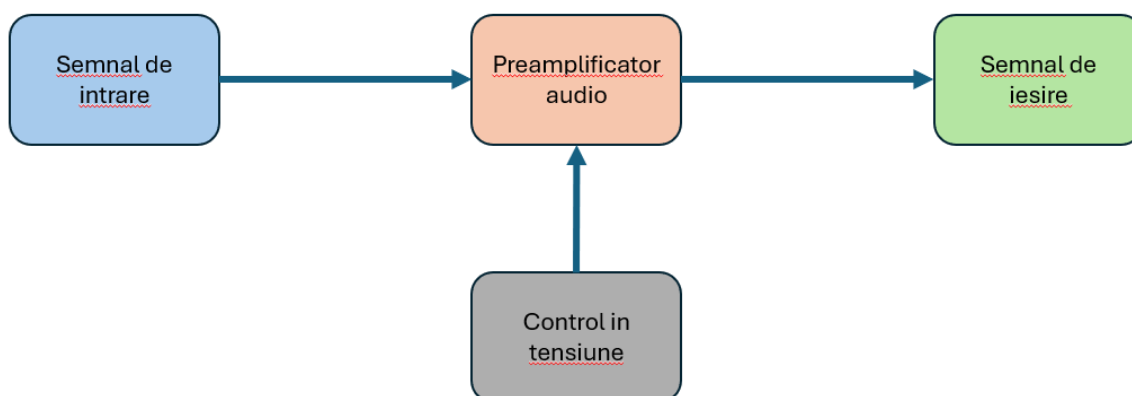 Semnal de
intrare
Preamplificator
audio
Semnal de
iesire
Control in
tensiune